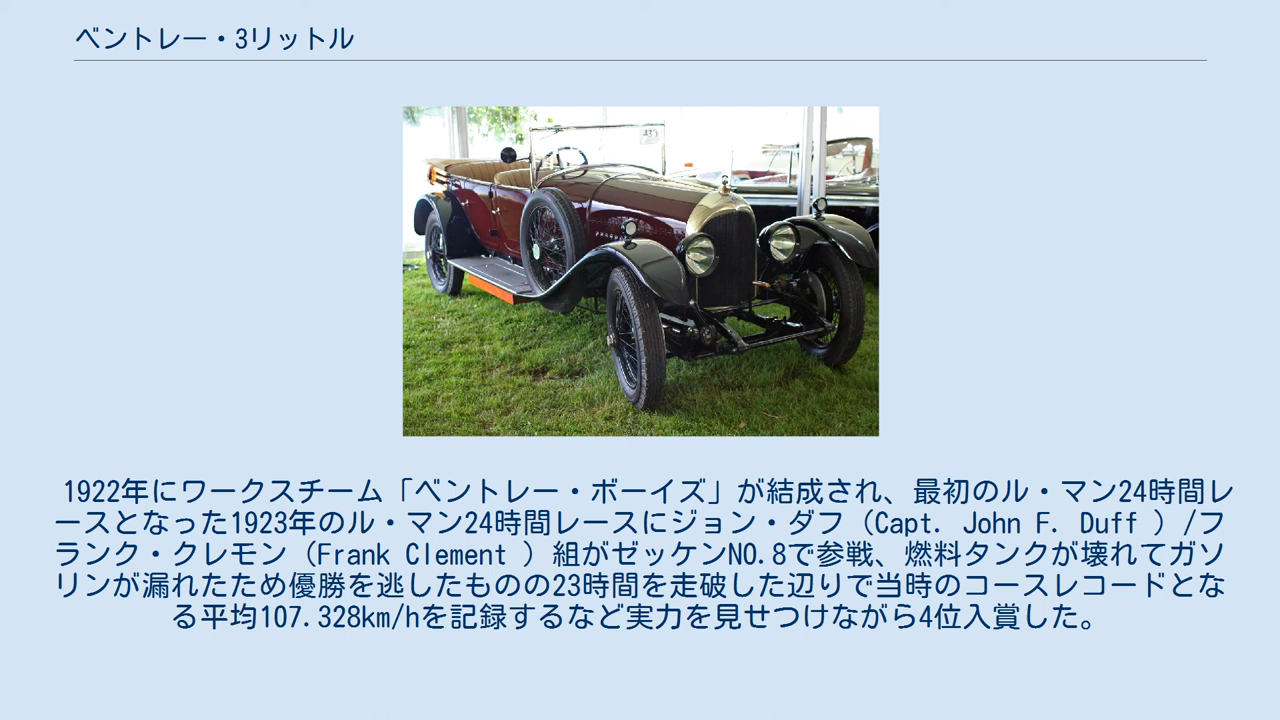 ベントレー・3リットル
1922年にワークスチーム「ベントレー・ボーイズ」が結成され、最初のル・マン24時間レ
ースとなった1923年のル・マン24時間レースにジョン・ダフ（Capt. John F. Duff ）/フ
ランク・クレモン（Frank Clement ）組がゼッケンNO.8で参戦、燃料タンクが壊れてガソ
リンが漏れたため優勝を逃したものの23時間を走破した辺りで当時のコースレコードとな
る平均107.328km/hを記録するなど実力を見せつけながら4位入賞した。